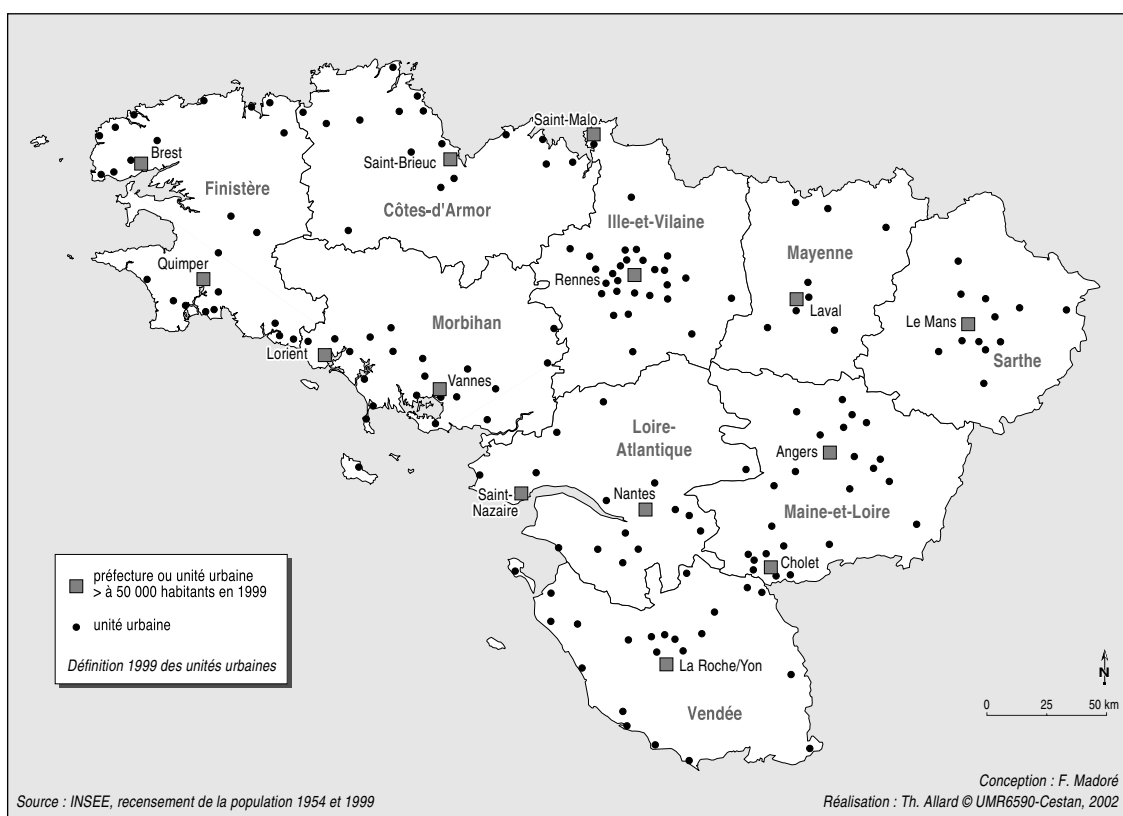 Saint-Malo
Brest
Saint-Brieuc
Finistère
Côtes-d'Armor
Ille-et-Vilaine
Mayenne
Quimper
Rennes
Laval
Morbihan
Le Mans
Lorient
Sarthe
Vannes
Loire-
Atlantique
Angers
Saint-
Nazaire
Nantes
Maine-et-Loire
Cholet
La Roche/Yon
Vendée
préfecture ou unité urbaine
> à 50 000 habitants en 1999
unité urbaine
Définition 1999 des unités urbaines
N
0 25 50 km
Conception : F. Madoré
Source : INSEE, recensement de la population 1954 et 1999
Réalisation : Th. Allard © UMR6590-Cestan, 2002